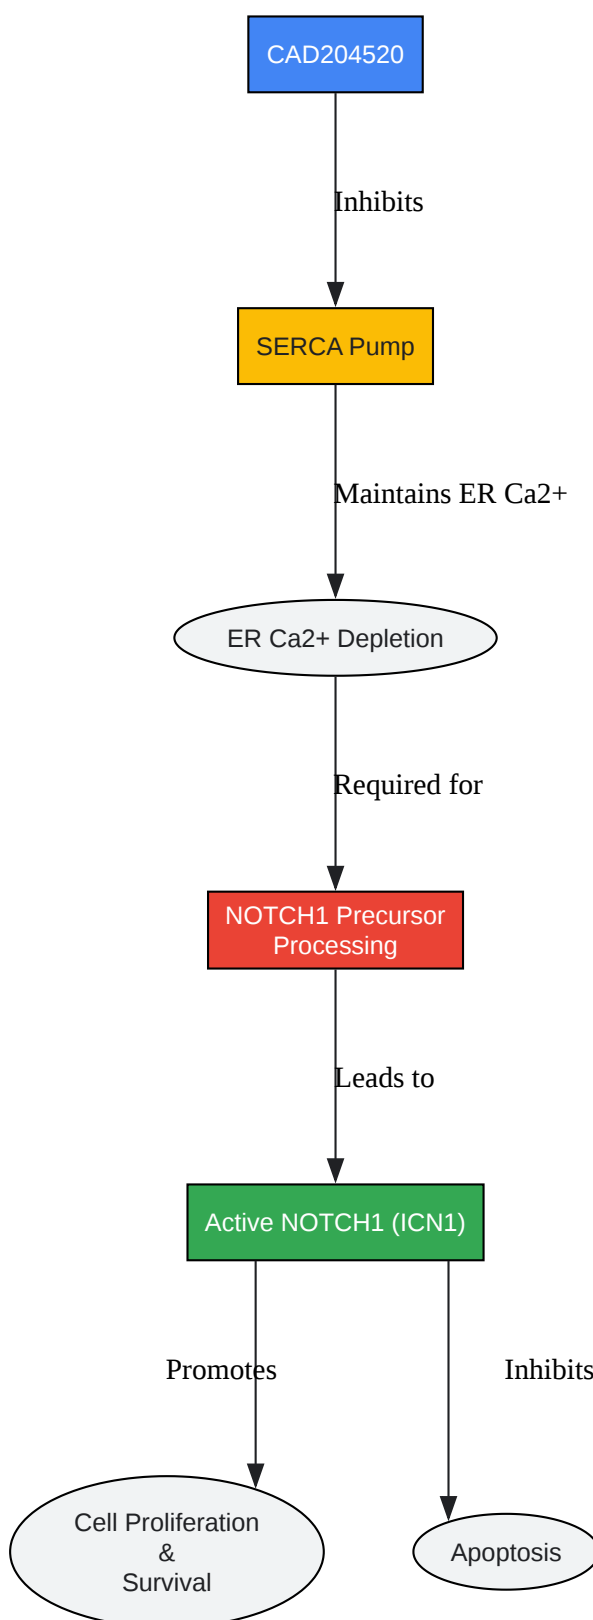 CAD204520
Inhibits
SERCA Pump
Maintains ER Ca2+
ER Ca2+ Depletion
Required for
NOTCH1 Precursor
Processing
Leads to
Active NOTCH1 (ICN1)
Promotes
Inhibits
Cell Proliferation
&
Survival
Apoptosis